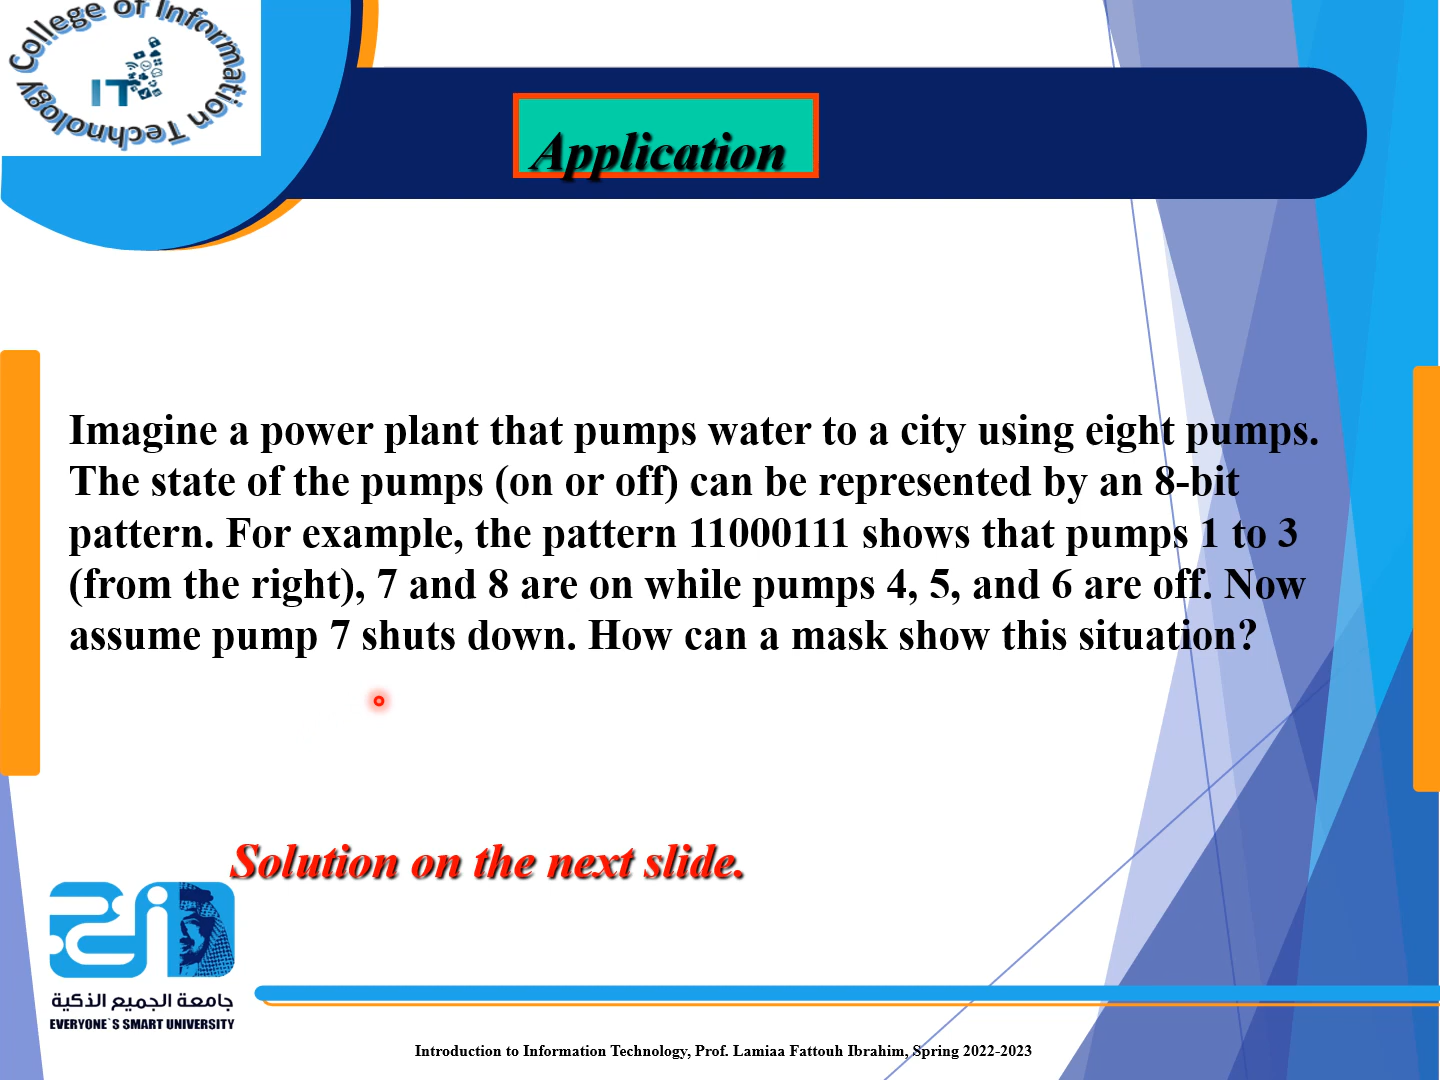 College of Information Technology
IT
Application
Imagine a power plant that pumps water to a city using eight pumps.
The state of the pumps (on or off) can be represented by an 8-bit
pattern. For example, the pattern 11000111 shows that pumps 1 to 3
(from the right), 7 and 8 are on while pumps 4, 5, and 6 are off. Now
assume pump 7 shuts down. How can a mask show this situation?
Solution on the next slide.
جامعة الجميع الذكية
EVERYONE`S SMART UNIVERSITY
Introduction to Information Technology, Prof. Lamiaa Fattouh Ibrahim, Spring 2022-2023